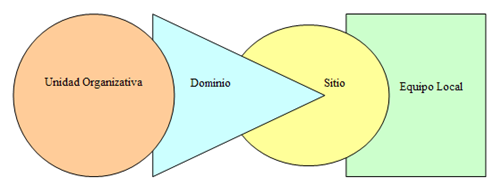 Unidad Organizativa
Dominio
Sitio
Equipo Local